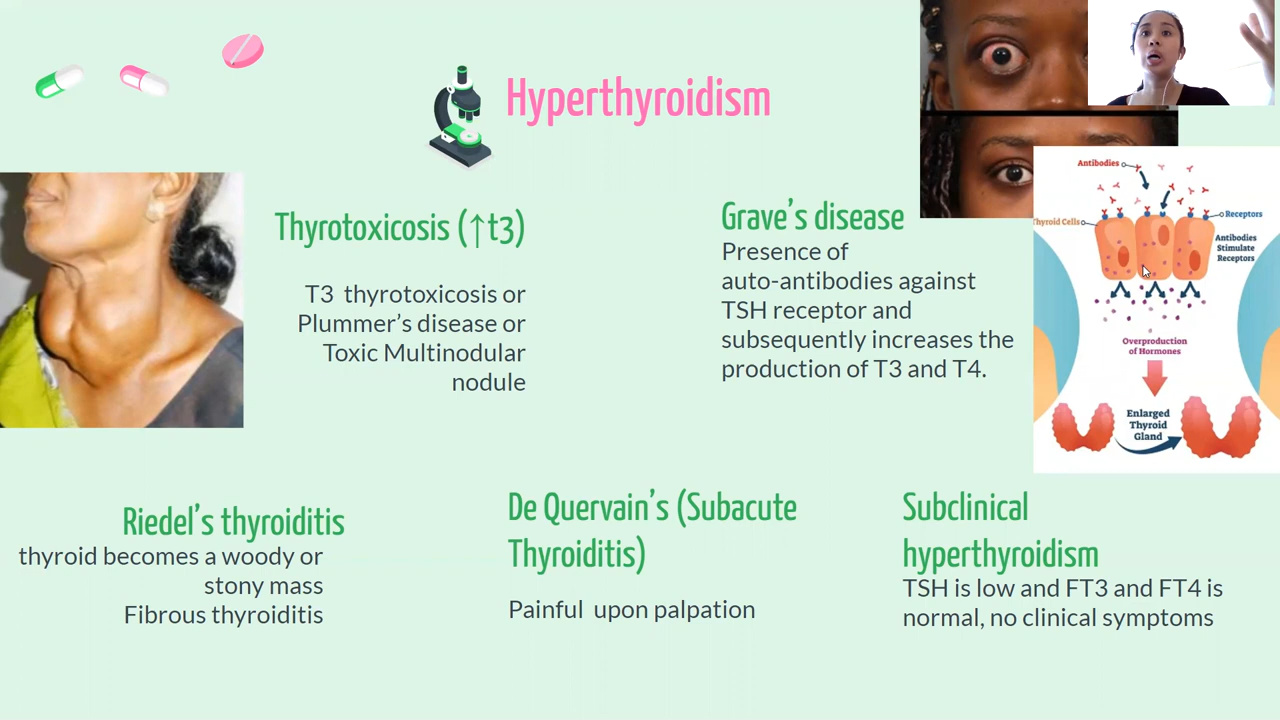 Hyperthyroidism
Thyrotoxicosis (↑t3)
T3 thyrotoxicosis or
Plummer’s disease or
Toxic Multinodular
nodule
Grave’s disease
Presence of
auto-antibodies against
TSH receptor and
subsequently increases the
production of T3 and T4.
Antibodies
Thyroid Cells
Receptors
Antibodies
Stimulate
Receptors
Overproduction
of Hormones
Enlarged
Thyroid
Gland
Riedel’s thyroiditis
thyroid becomes a woody or
stony mass
Fibrous thyroiditis
De Quervain’s (Subacute
Thyroiditis)
Painful upon palpation
Subclinical
hyperthyroidism
TSH is low and FT3 and FT4 is
normal, no clinical symptoms